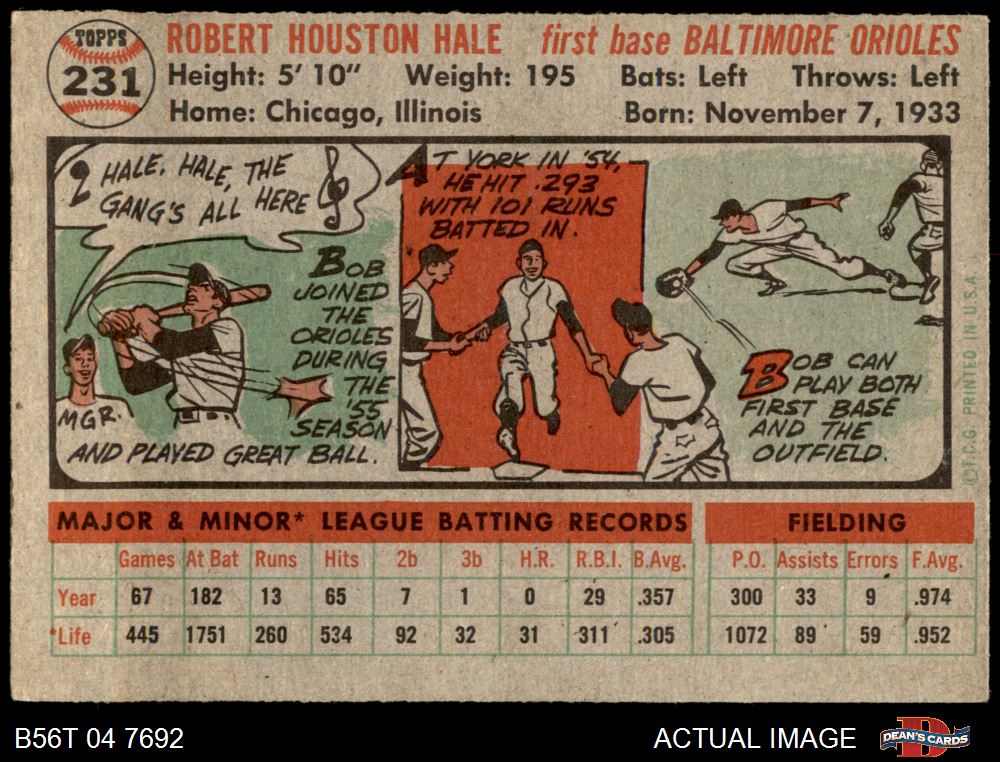 TOPPS
231
ROBERT HOUSTON HALE first base BALTIMORE ORIOLES
Height: 5' 10" Weight: 195 Bats: Left Throws: Left
Home: Chicago, Illinois Born: November 7, 1933
HALE, HALE, THE
GANG'S ALL HERE
MGR.
BOB
JOINED
THE
ORIOLES
DURING
THE
'55
SEASON
AND PLAYED GREAT BALL.
AT YORK IN '54,
HE HIT .293
WITH 101 RUNS
BATTED IN.
BOB CAN
PLAY BOTH
FIRST BASE
AND THE
OUTFIELD.
© T.C.G. PRINTED IN U.S.A
MAJOR & MINOR* LEAGUE BATTING RECORDS FIELDING
Games At Bat Runs Hits 2b 3b H.R. R.B.I. B.Avg. P.O. Assists Errors F.Avg.
Year 67 182 13 65 7 1 0 29 .357 300 33 9 .974
*Life 445 1751 260 534 92 32 31 311 .305 1072 89 59 .952
B56T 04 7692 ACTUAL IMAGE
D
DEAN'S CARDS